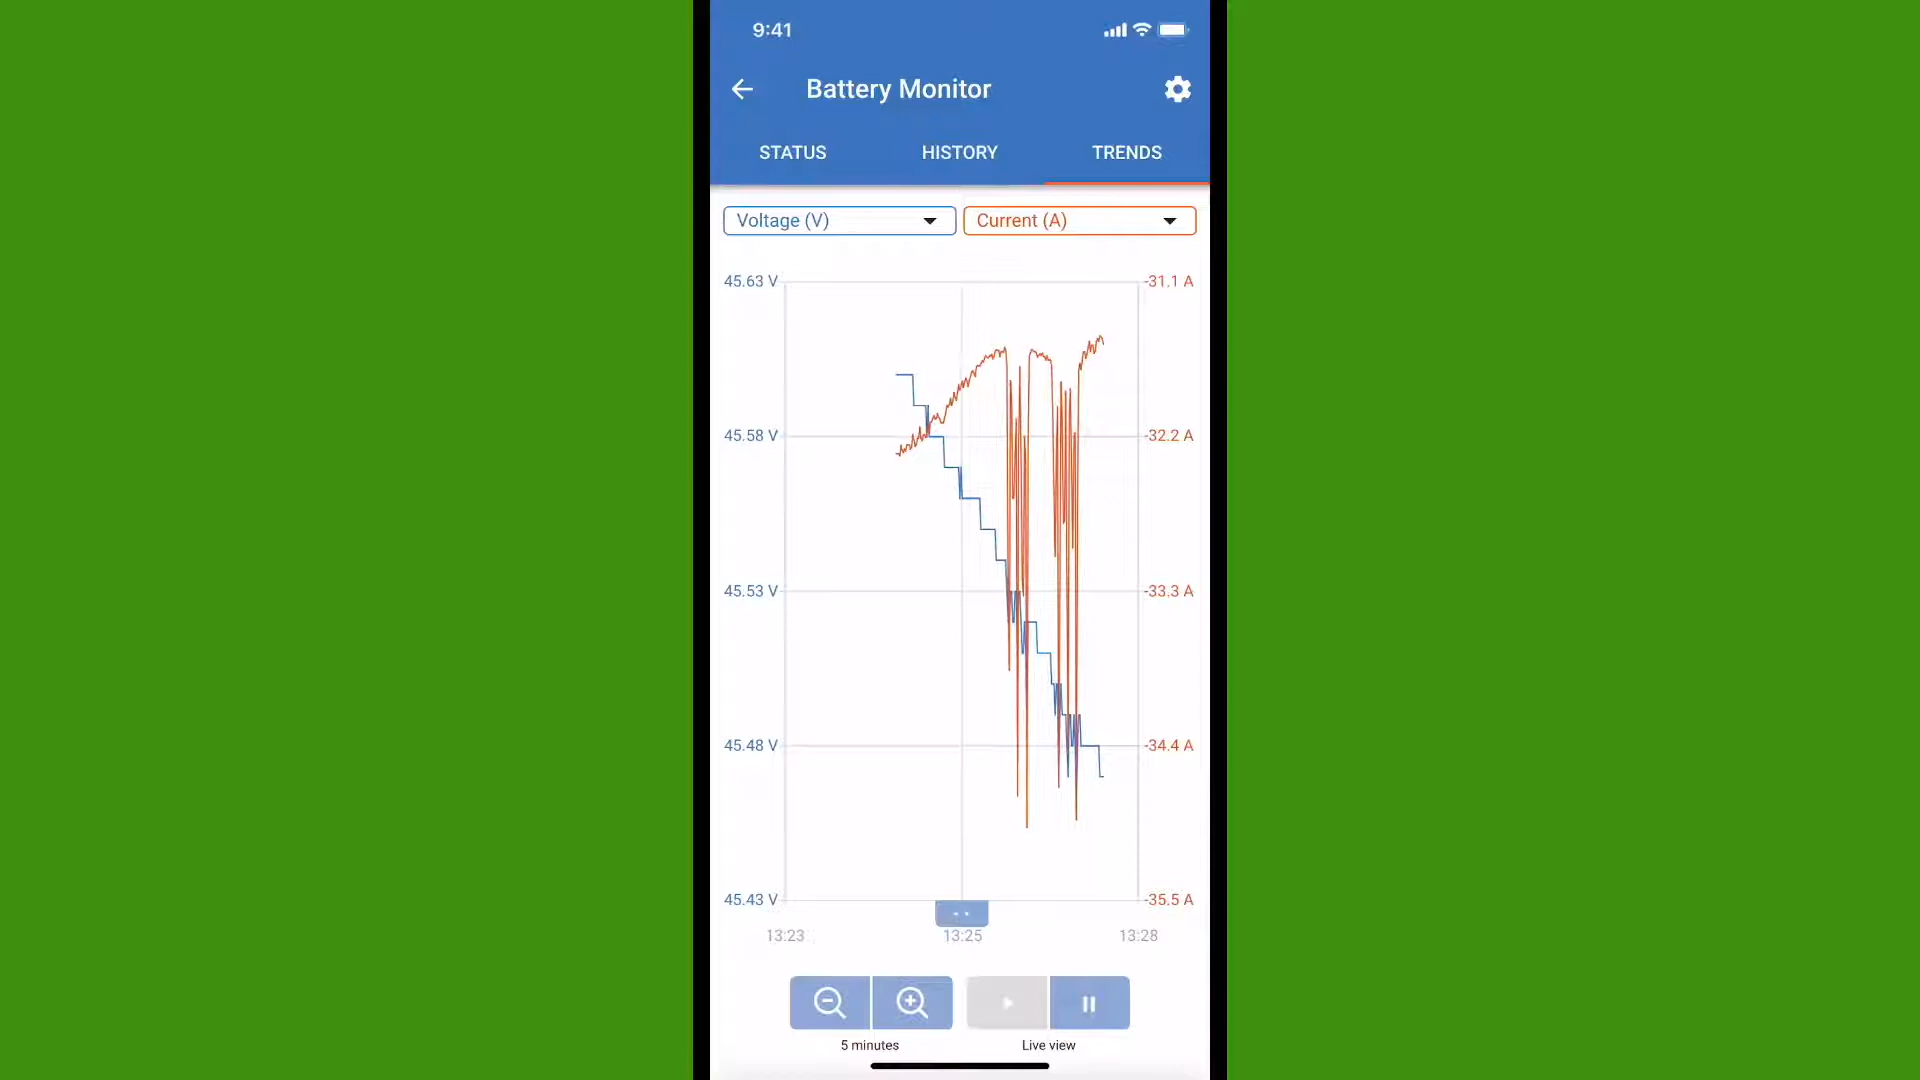 9:41
Battery Monitor
STATUS HISTORY TRENDS
Voltage (V) Current (A)
45.63 V -31.1 A
45.58 V -32.2 A
45.53 V -33.3 A
45.48 V -34.4 A
45.43 V -35.5 A
13:23 13:25 13:28
5 minutes Live view